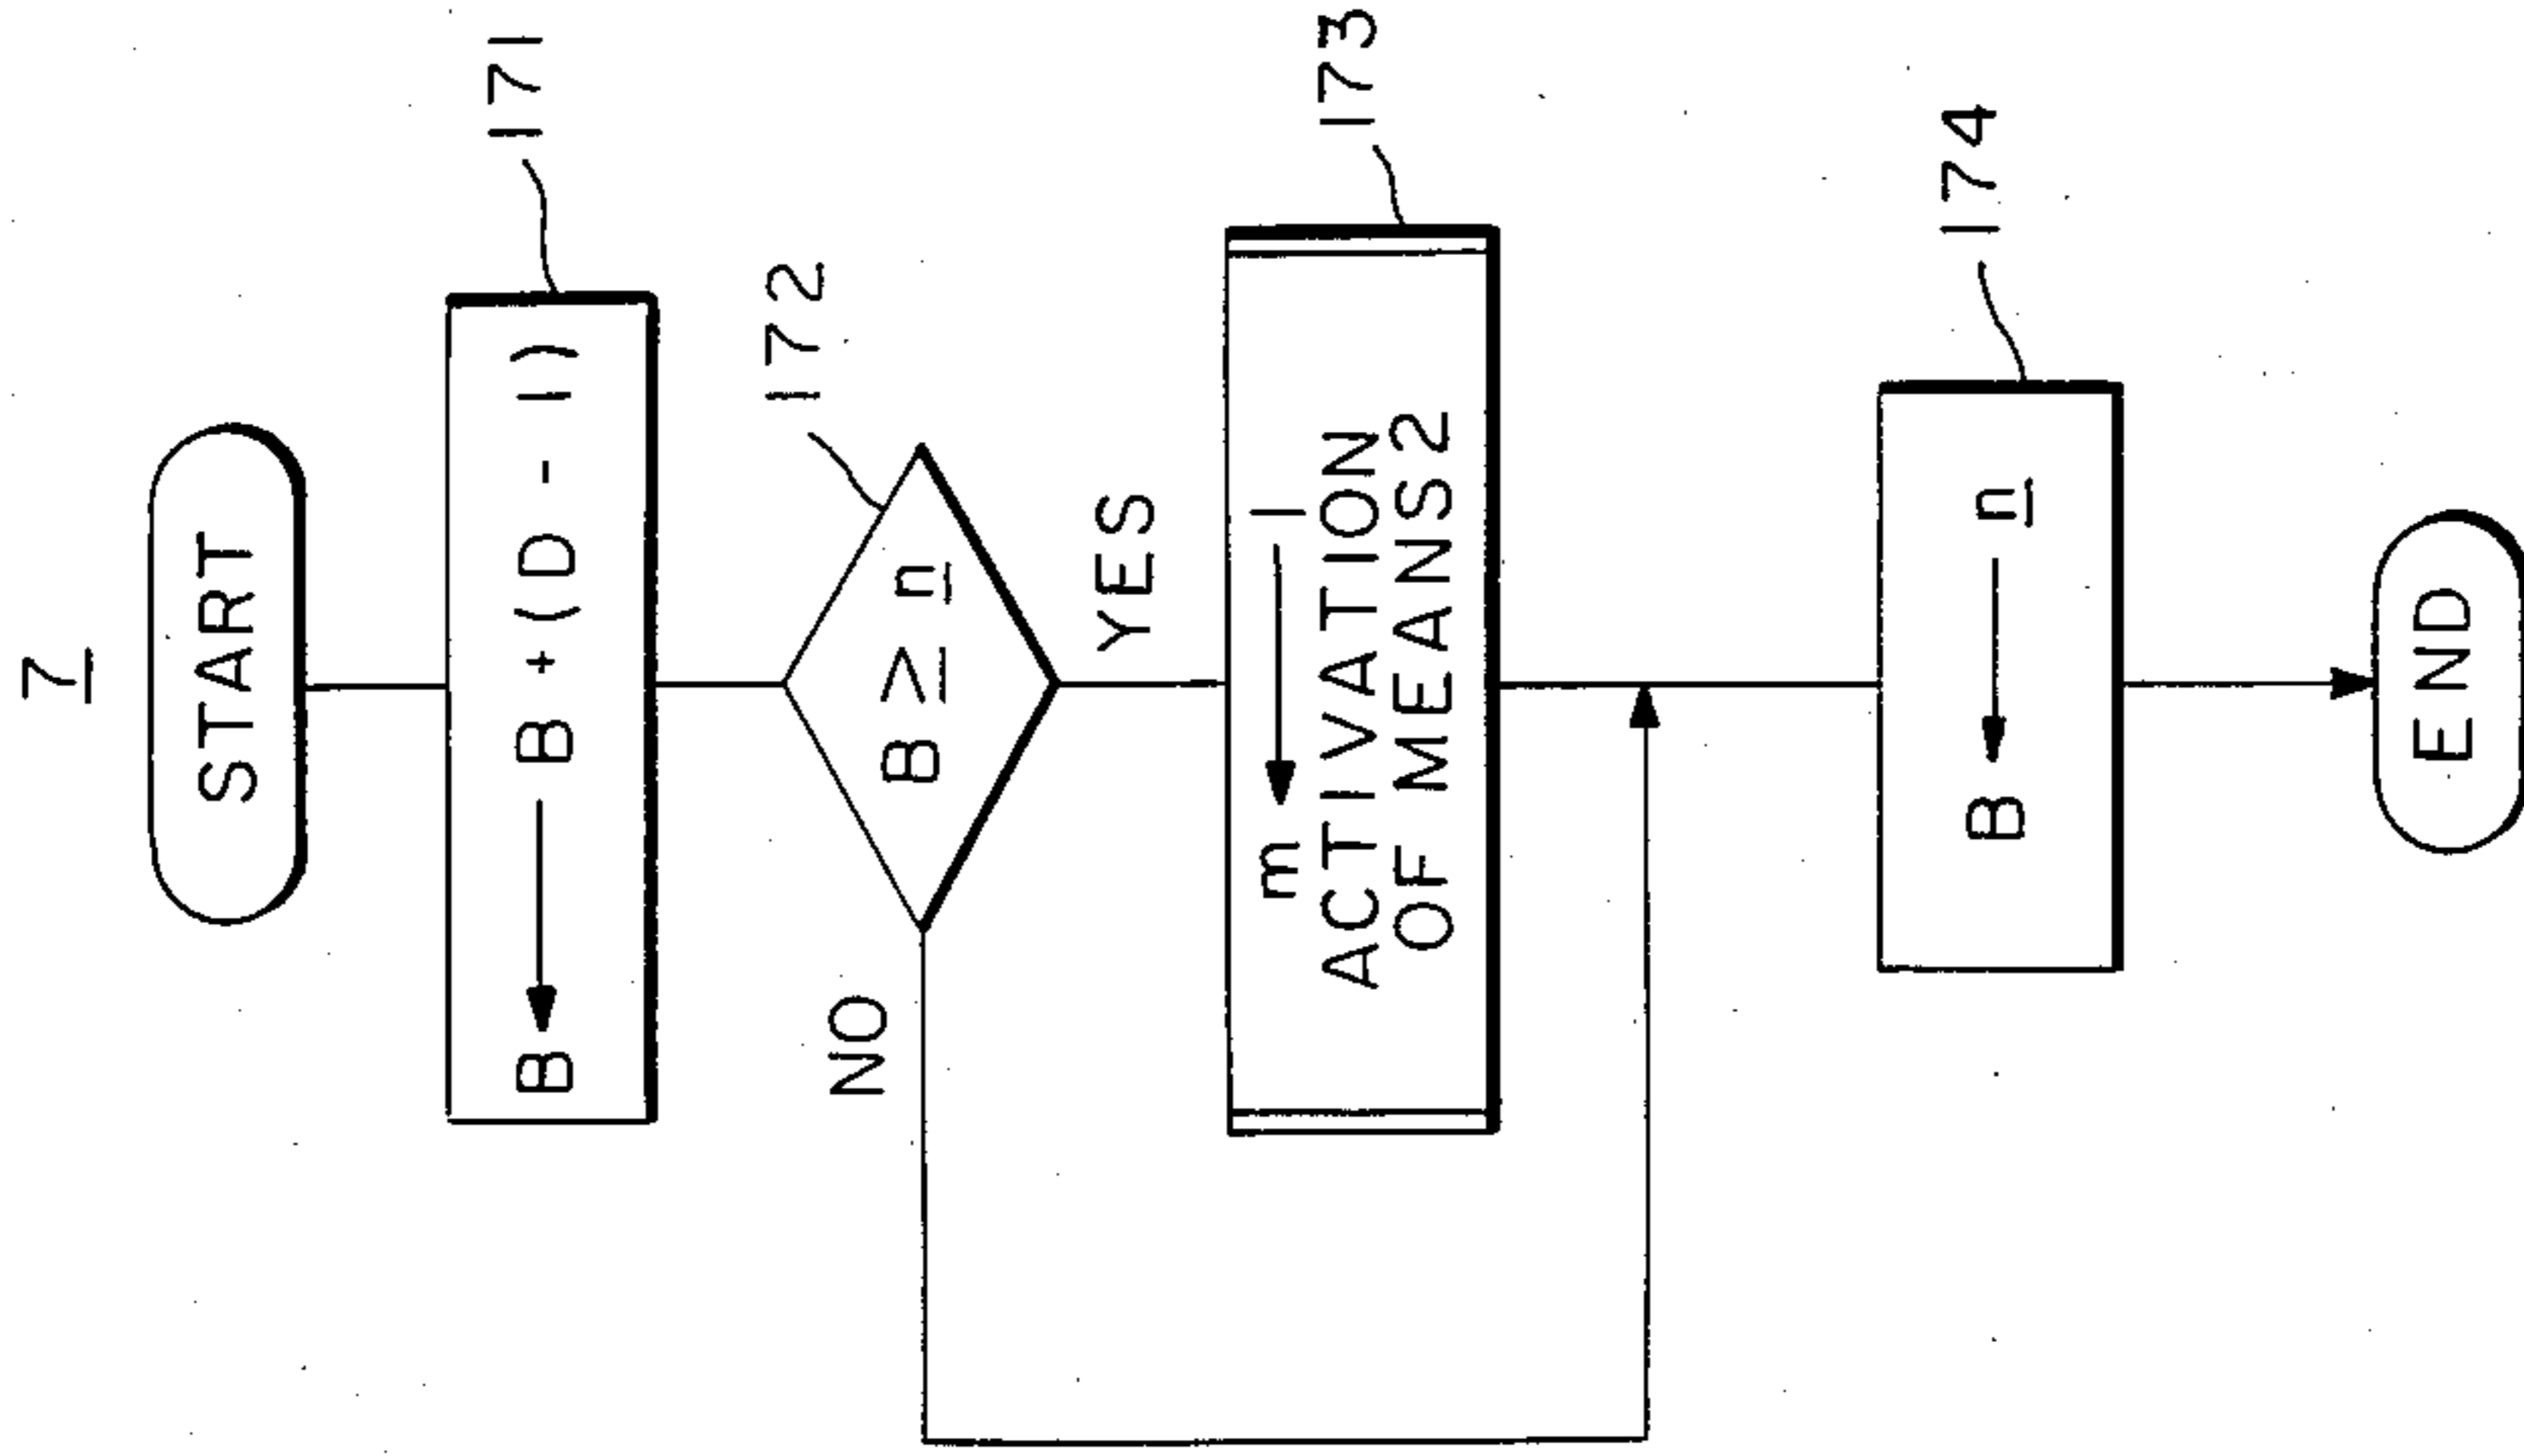 7
START
B ← B + (D - 1)
171
B ≥ n
172
NO
YES
m ← 1
ACTIVATION
OF MEANS2
173
B ← n
174
END